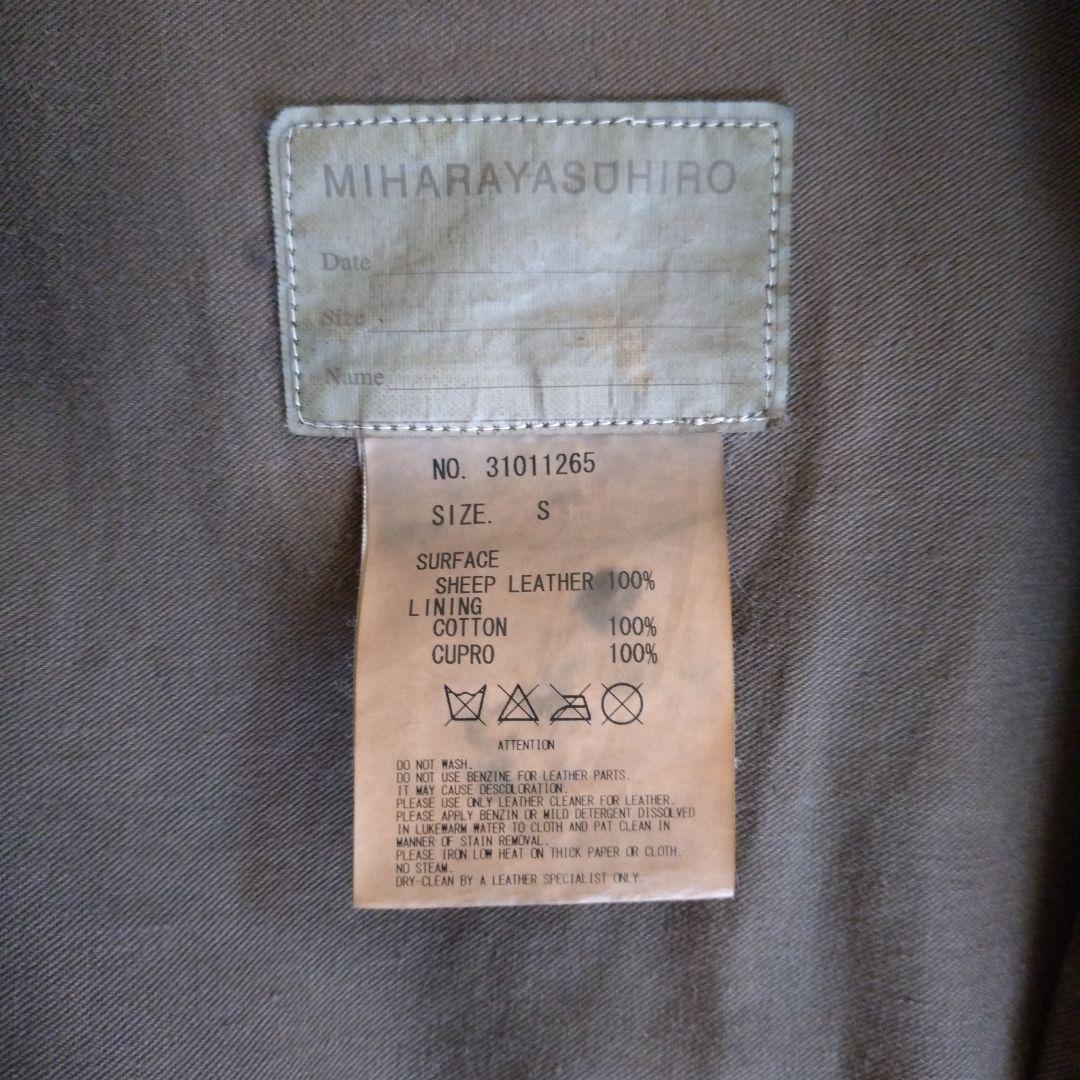 MIHARAYASUHIRO
Date
Size
Name
NO. 31011265
SIZE. S
SURFACE
SHEEP LEATHER 100%
LINING
COTTON 100%
CUPRO 100%
ATTENTION
DO NOT WASH.
DO NOT USE BENZINE FOR LEATHER PARTS.
IT MAY CAUSE DESCOLORATION.
PLEASE USE ONLY LEATHER CLEANER FOR LEATHER.
PLEASE APPLY BENZIN OR MILD DETERGENT DISSOLVED
IN LUKEWARM WATER TO CLOTH AND PAT CLEAN IN
MANNER OF STAIN REMOVAL.
PLEASE IRON LOW HEAT ON THICK PAPER OR CLOTH.
NO STEAM.
DRY-CLEAN BY A LEATHER SPECIALIST ONLY.